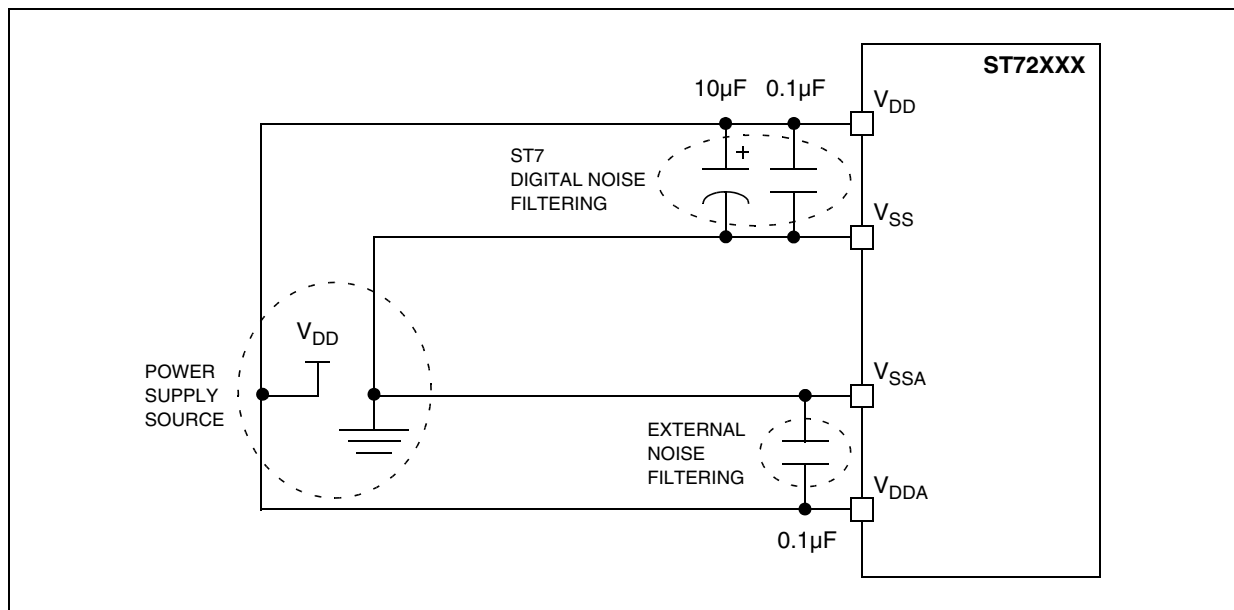 ST72XXX
10µF 0.1µF
VDD
ST7
DIGITAL NOISE
FILTERING
+
VSS
VDD
POWER
SUPPLY
SOURCE
VSSA
EXTERNAL
NOISE
FILTERING
VDDA
0.1µF